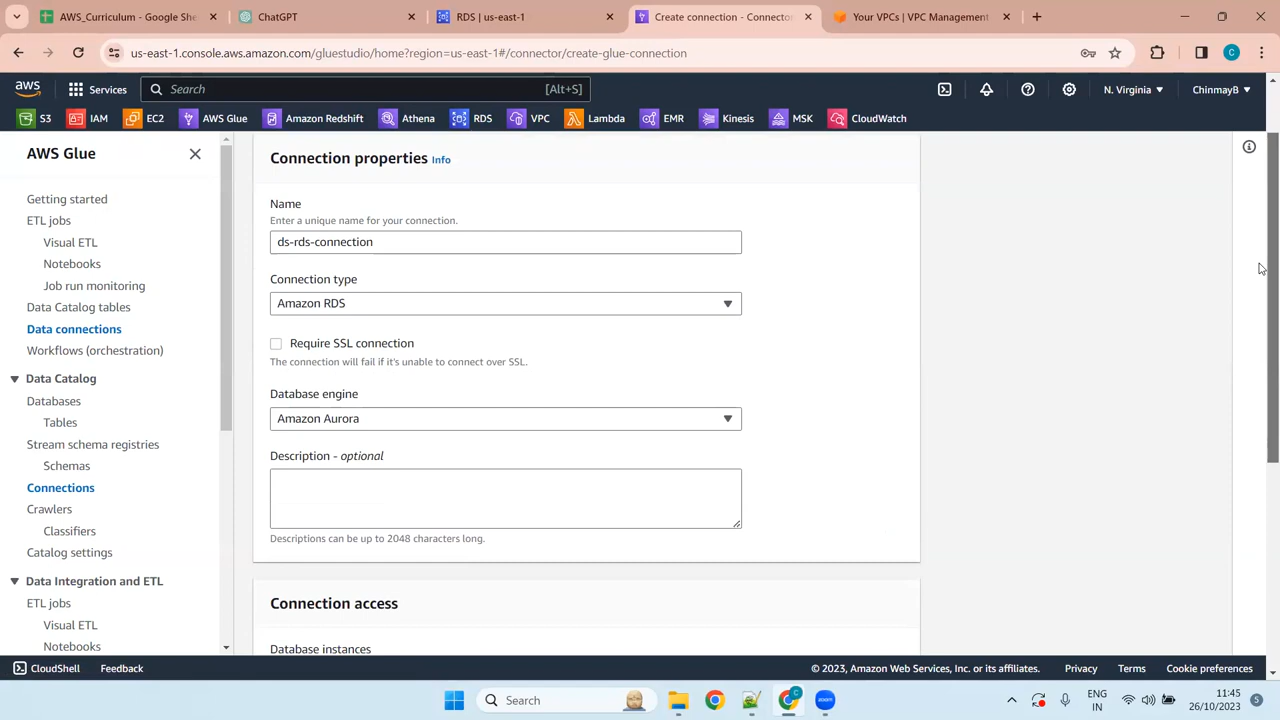 AWS_Curriculum - Google She
ChatGPT
RDS | us-east-1
Create connection - Connector
Your VPCs | VPC Management
us-east-1.console.aws.amazon.com/gluestudio/home?region=us-east-1#/connector/create-glue-connection
aws
Services
Search
[Alt+S]
N. Virginia
ChinmayB
S3
IAM
EC2
AWS Glue
Amazon Redshift
Athena
RDS
VPC
Lambda
EMR
Kinesis
MSK
CloudWatch
AWS Glue
Getting started
ETL jobs
Visual ETL
Notebooks
Job run monitoring
Data Catalog tables
Data connections
Workflows (orchestration)
Data Catalog
Databases
Tables
Stream schema registries
Schemas
Connections
Crawlers
Classifiers
Catalog settings
Data Integration and ETL
ETL jobs
Visual ETL
Notebooks
Connection properties Info
Name
Enter a unique name for your connection.
ds-rds-connection
Connection type
Amazon RDS
Require SSL connection
The connection will fail if it's unable to connect over SSL.
Database engine
Amazon Aurora
Description - optional
Descriptions can be up to 2048 characters long.
Connection access
Database instances
CloudShell
Feedback
© 2023, Amazon Web Services, Inc. or its affiliates.
Privacy
Terms
Cookie preferences
Search
ENG
IN
11:45
26/10/2023
5